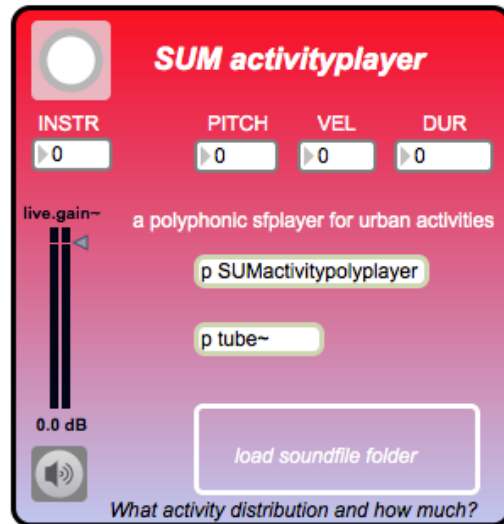 SUM activityplayer
INSTR PITCH VEL DUR
0 0 0 0
live.gain~
a polyphonic sfplayer for urban activities
p SUMactivitypolyplayer
p tube~
0.0 dB
load soundfile folder
What activity distribution and how much?